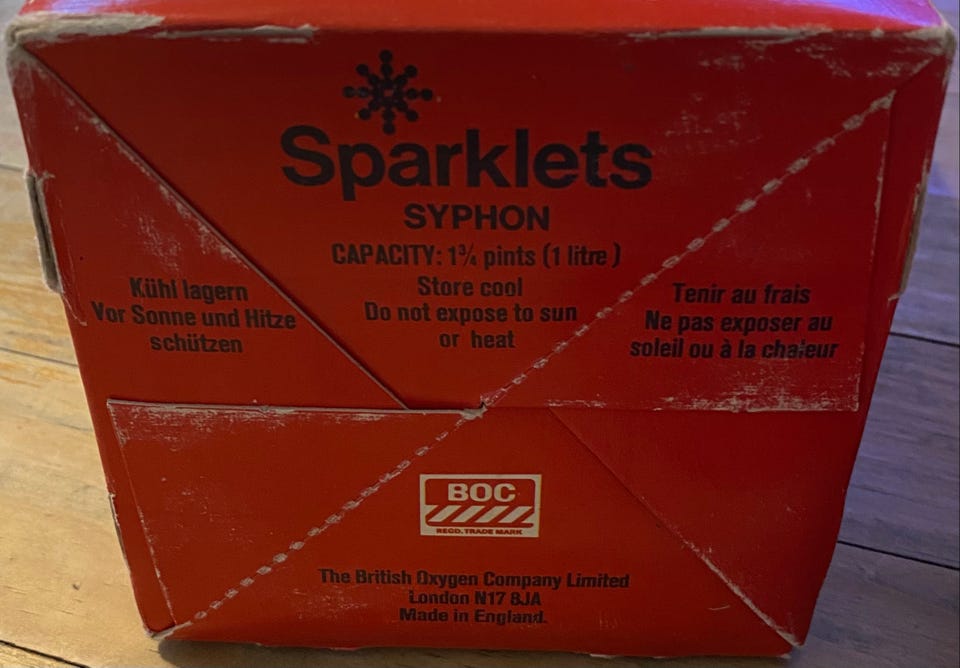 Sparklets
SYPHON
CAPACITY: 1¾ pints (1 litre)
Store cool
Do not expose to sun
or heat
Kühl lagern
Vor Sonne und Hitze
schützen
Tenir au frais
Ne pas exposer au
soleil ou à la chaleur
BOC
REGD. TRADE MARK
The British Oxygen Company Limited
London N17 8JA
Made in England.